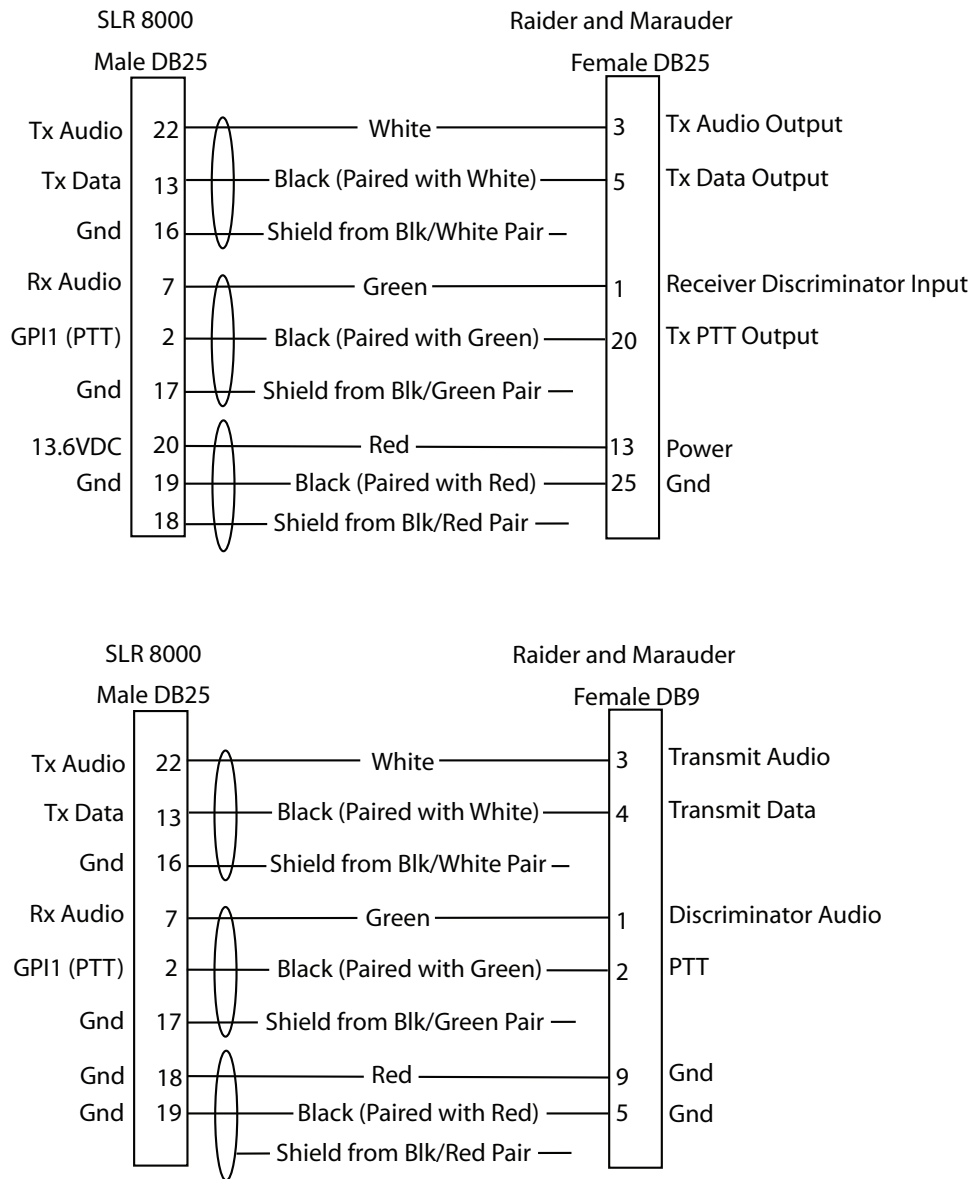 SLR 8000 Raider and Marauder
Male DB25 Female DB25
Tx Audio 22 White 3 Tx Audio Output
Tx Data 13 Black (Paired with White) 5 Tx Data Output
Gnd 16 Shield from Blk/White Pair
Rx Audio 7 Green 1 Receiver Discriminator Input
GPI1 (PTT) 2 Black (Paired with Green) 20 Tx PTT Output
Gnd 17 Shield from Blk/Green Pair
13.6VDC 20 Red 13 Power
Gnd 19 Black (Paired with Red) 25 Gnd
18 Shield from Blk/Red Pair
SLR 8000 Raider and Marauder
Male DB25 Female DB9
Tx Audio 22 White 3 Transmit Audio
Tx Data 13 Black (Paired with White) 4 Transmit Data
Gnd 16 Shield from Blk/White Pair
Rx Audio 7 Green 1 Discriminator Audio
GPI1 (PTT) 2 Black (Paired with Green) 2 PTT
Gnd 17 Shield from Blk/Green Pair
Gnd 18 Red 9 Gnd
Gnd 19 Black (Paired with Red) 5 Gnd
Shield from Blk/Red Pair